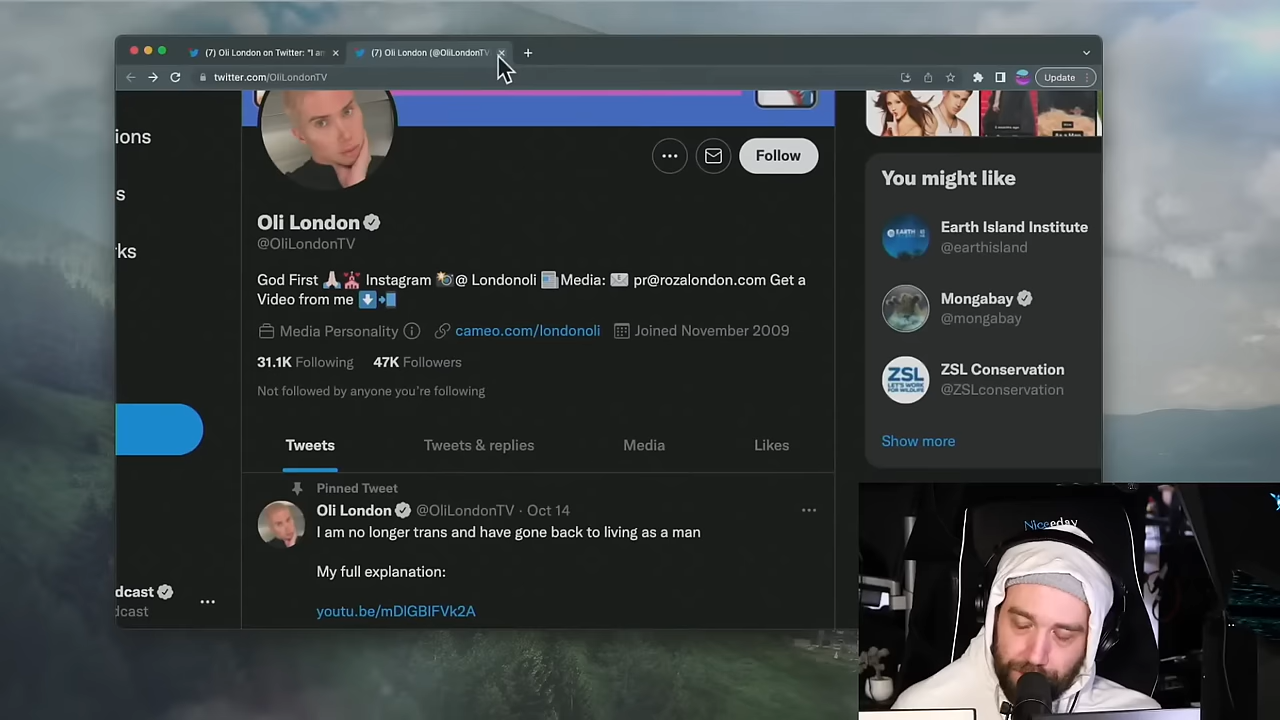 (7) Oli London on Twitter: "I am
(7) Oli London (@OliLondonTV
twitter.com/OliLondonTV
Update
ions
s
rks
Follow
Oli London
@OliLondonTV
God First Instagram @ Londonoli Media: pr@rozalondon.com Get a
Video from me
Media Personality cameo.com/londonoli Joined November 2009
31.1K Following 47K Followers
Not followed by anyone you're following
Tweets Tweets & replies Media Likes
Pinned Tweet
Oli London @OliLondonTV · Oct 14
I am no longer trans and have gone back to living as a man
My full explanation:
youtu.be/mDlGBlFVk2A
dcast
dcast
You might like
Earth Island Institute
@earthisland
Mongabay
@mongabay
ZSL
LET'S WORK
FOR WILDLIFE
ZSL Conservation
@ZSLconservation
Show more
EARTH